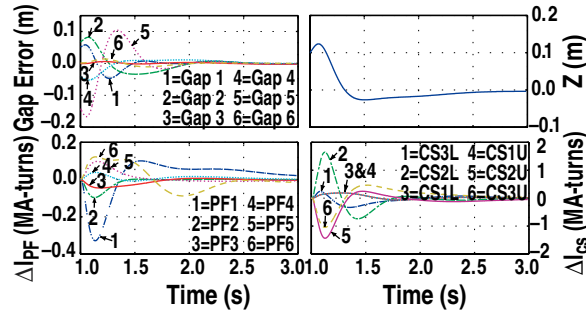 Gap Error (m)
0.1
0.0
-0.1
-0.2
5
2
6
3
4
1
1=Gap 1 4=Gap 4
2=Gap 2 5=Gap 5
3=Gap 3 6=Gap 6
Z (m)
0.2
0.1
0.0
-0.1
ΔIPF (MA-turns)
0.2
0.0
-0.2
-0.4
6
4
5
3
2
1
1=PF1 4=PF4
2=PF2 5=PF5
3=PF3 6=PF6
1.0 1.5 2.0 2.5 3.0
Time (s)
ΔICS (MA-turns)
2
1
0
-1
-2
2
1
3&4
6
5
1=CS3L 4=CS1U
2=CS2L 5=CS2U
3=CS1L 6=CS3U
1.0 1.5 2.0 2.5 3.0
Time (s)